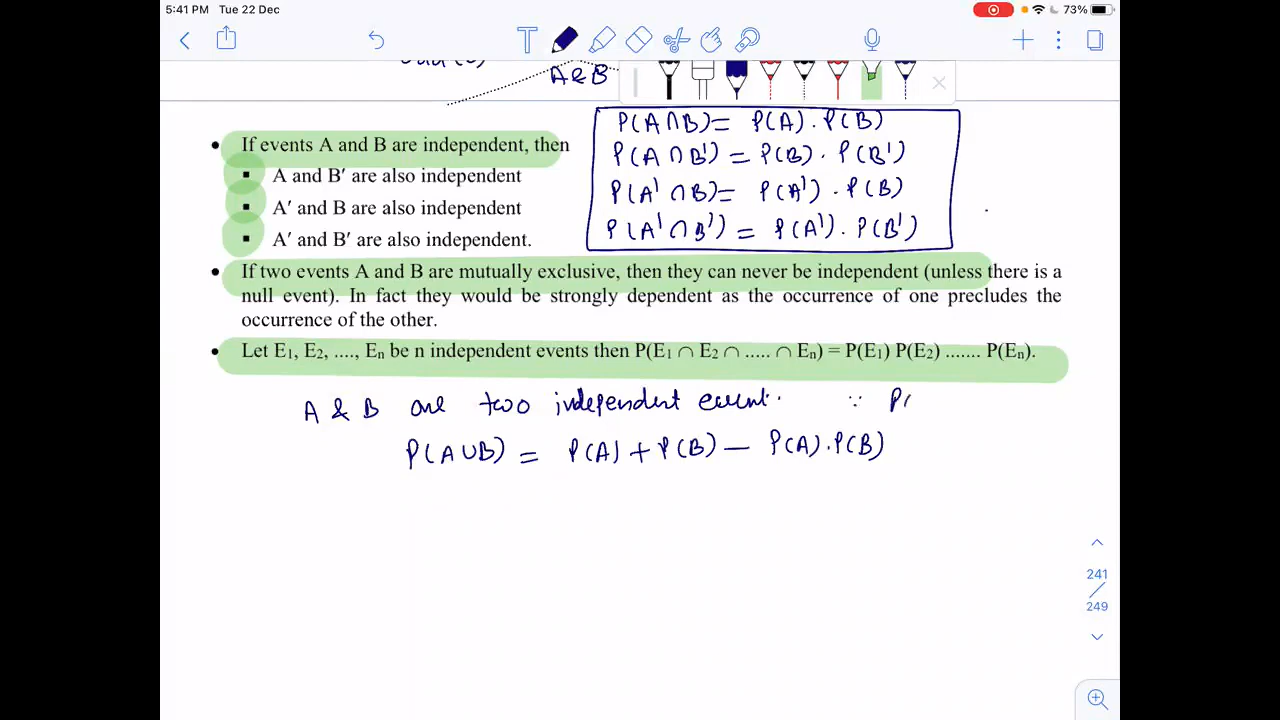 5:41 PM Tue 22 Dec
73%
A & B
P(A∩B)= P(A) . P(B)
• If events A and B are independent, then
P(A ∩ B') = P(B) . P(B')
▪ A and B′ are also independent
P(A' ∩ B)= P(A') . P(B)
▪ A′ and B are also independent
P(A' ∩ B') = P(A') . P(B')
▪ A′ and B′ are also independent.
• If two events A and B are mutually exclusive, then they can never be independent (unless there is a
null event). In fact they would be strongly dependent as the occurrence of one precludes the
occurrence of the other.
• Let E1, E2, ...., En be n independent events then P(E1 ∩ E2 ∩ ..... ∩ En) = P(E1) P(E2) ....... P(En).
A & B are two independent event. ∵ P(
P(A∪B) = P(A) + P(B) — P(A) . P(B)
241
249